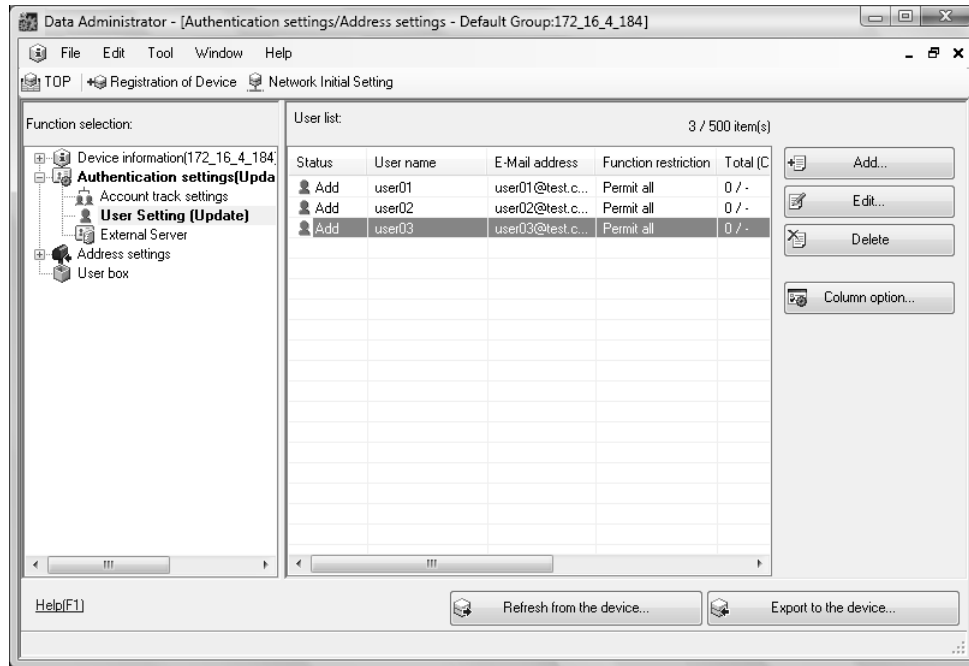 Data Administrator - [Authentication settings/Address settings - Default Group:172_16_4_184]
File Edit Tool Window Help
TOP Registration of Device Network Initial Setting
Function selection:
Device information(172_16_4_184
Authentication settings(Upda
Account track settings
User Setting (Update)
External Server
Address settings
User box
User list:
3 / 500 item(s)
Status User name E-Mail address Function restriction Total (C
Add user01 user01@test.c... Permit all 0 / -
Add user02 user02@test.c... Permit all 0 / -
Add user03 user03@test.c... Permit all 0 / -
Add...
Edit...
Delete
Column option...
Help(F1)
Refresh from the device...
Export to the device...